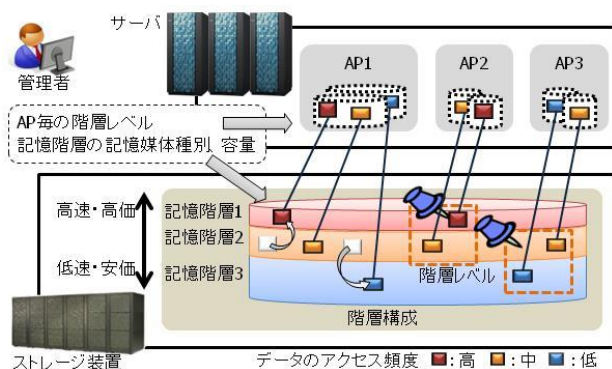 サーバ
管理者
AP1
AP2
AP3
AP毎の階層レベル
記憶階層の記憶媒体種別、容量
高速・高価
低速・安価
記憶階層1
記憶階層2
記憶階層3
階層レベル
階層構成
ストレージ装置
データのアクセス頻度 :高 :中 :低